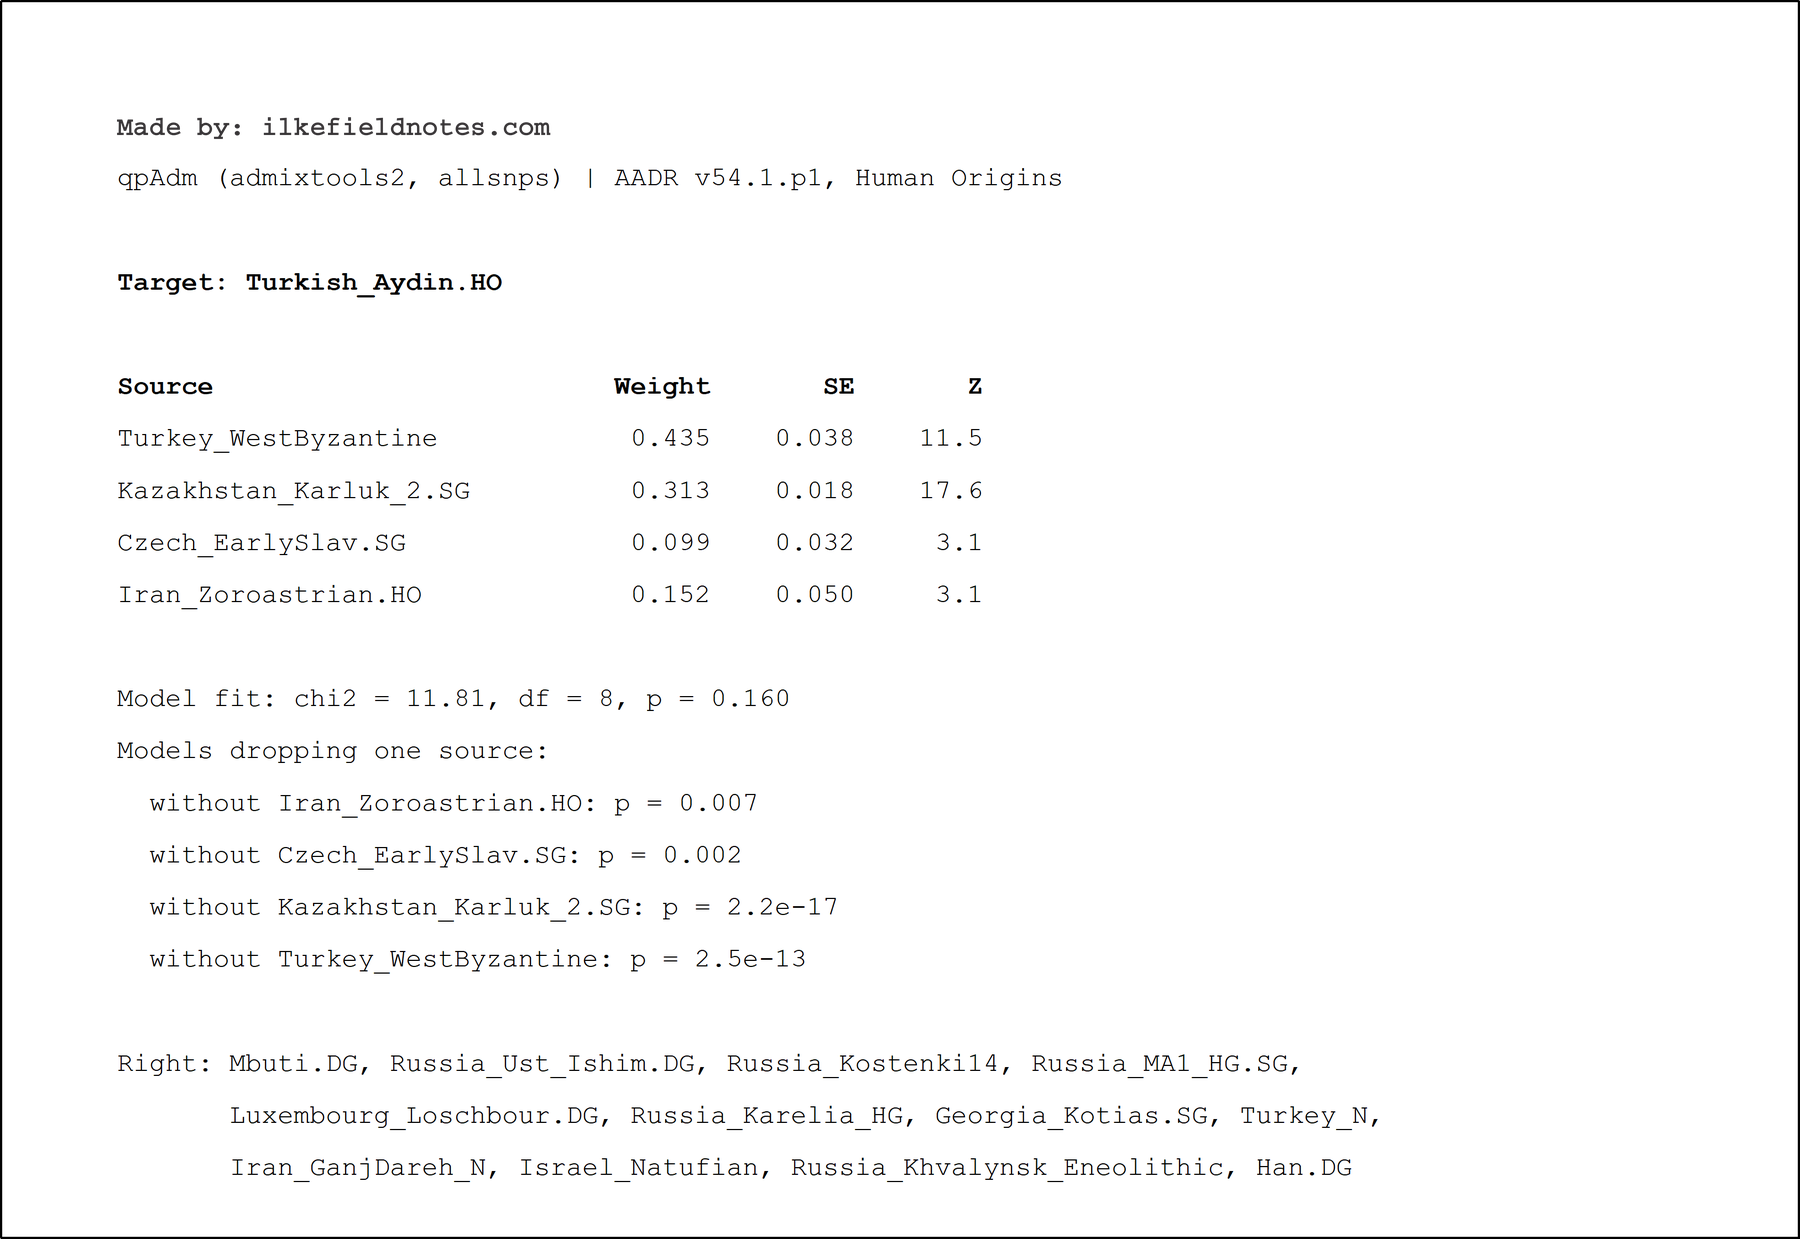 Made by: ilkefieldnotes.com
qpAdm (admixtools2, allsnps) | AADR v54.1.p1, Human Origins
Target: Turkish_Aydin.HO
Source Weight SE Z
Turkey_WestByzantine 0.435 0.038 11.5
Kazakhstan_Karluk_2.SG 0.313 0.018 17.6
Czech_EarlySlav.SG 0.099 0.032 3.1
Iran_Zoroastrian.HO 0.152 0.050 3.1
Model fit: chi2 = 11.81, df = 8, p = 0.160
Models dropping one source:
without Iran_Zoroastrian.HO: p = 0.007
without Czech_EarlySlav.SG: p = 0.002
without Kazakhstan_Karluk_2.SG: p = 2.2e-17
without Turkey_WestByzantine: p = 2.5e-13
Right: Mbuti.DG, Russia_Ust_Ishim.DG, Russia_Kostenki14, Russia_MA1_HG.SG,
Luxembourg_Loschbour.DG, Russia_Karelia_HG, Georgia_Kotias.SG, Turkey_N,
Iran_GanjDareh_N, Israel_Natufian, Russia_Khvalynsk_Eneolithic, Han.DG